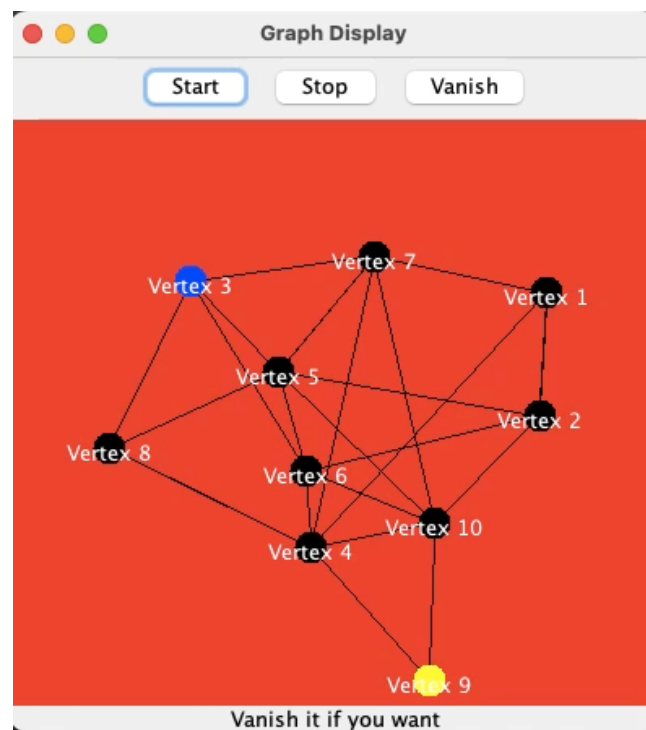 Graph Display
Start Stop Vanish
Vertex 7
Vertex 3
Vertex 1
Vertex 5
Vertex 2
Vertex 8
Vertex 6
Vertex 10
Vertex 4
Vertex 9
Vanish it if you want